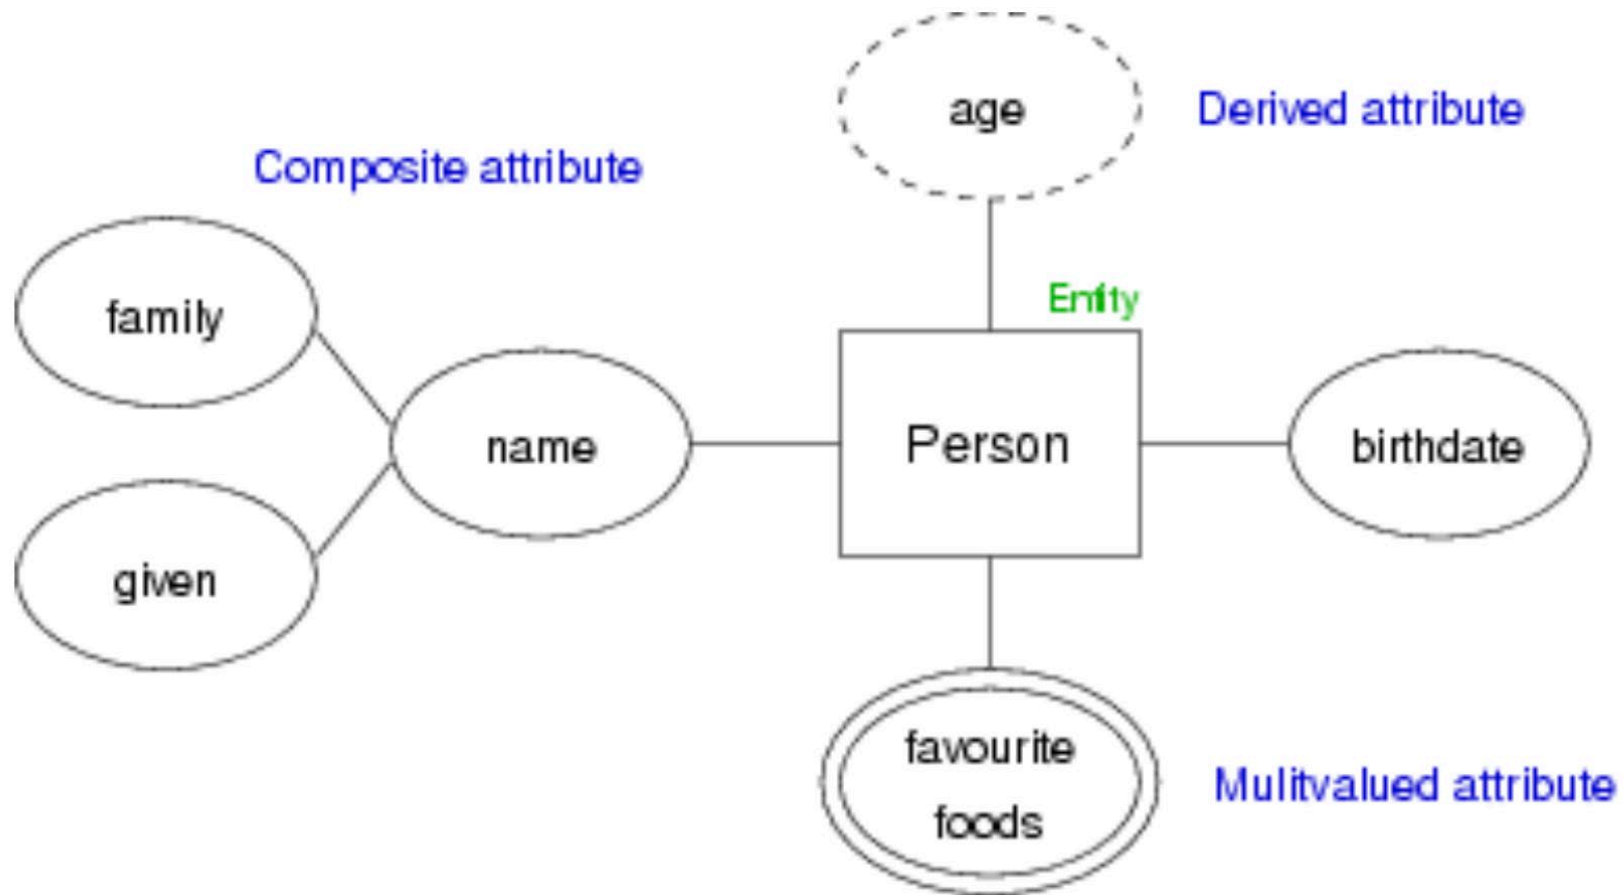 age
Derived attribute
Composite attribute
family
Entity
name
Person
birthdate
given
favourite
foods
Mulitvalued attribute